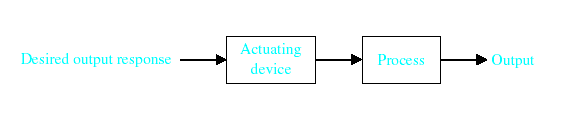 Desired output response
Actuating
device
Process
Output